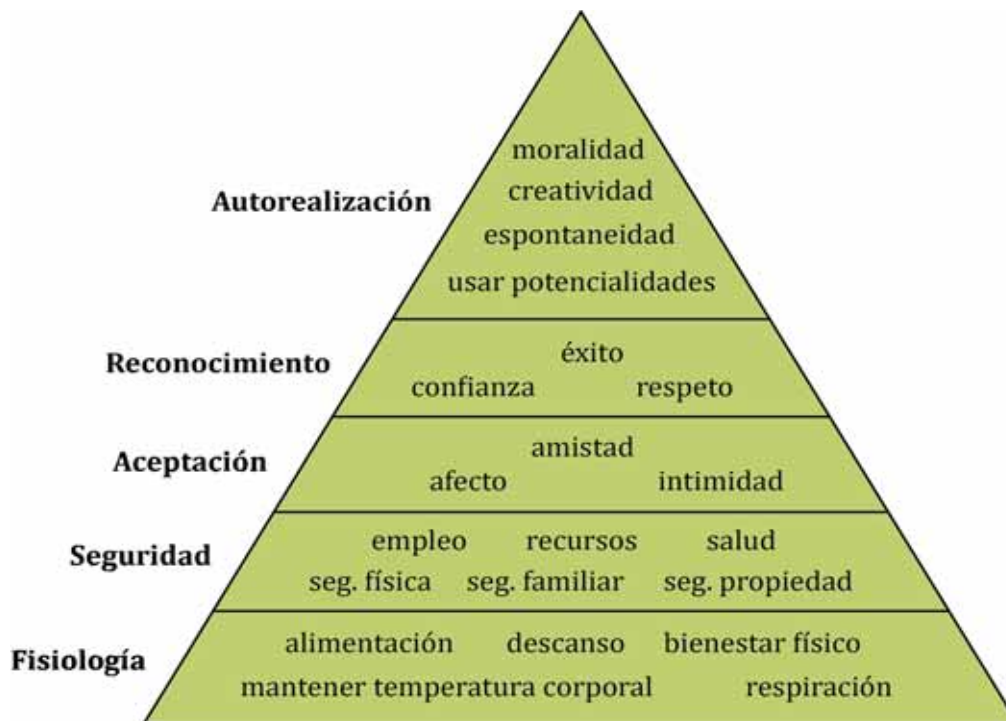 moralidad
creatividad
Autorealización
espontaneidad
usar potencialidades
éxito
Reconocimiento
confianza respeto
amistad
Aceptación
afecto intimidad
empleo recursos salud
Seguridad
seg. física seg. familiar seg. propiedad
alimentación descanso bienestar físico
Fisiología
mantener temperatura corporal respiración